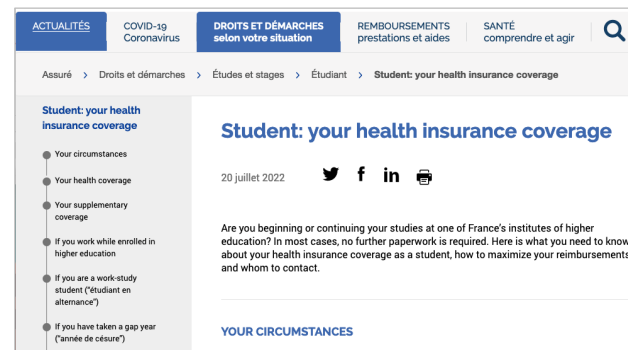 ACTUALITÉS
COVID-19
Coronavirus
DROITS ET DÉMARCHES
selon votre situation
REMBOURSEMENTS
prestations et aides
SANTÉ
comprendre et agir
Assuré > Droits et démarches > Études et stages > Étudiant > Student: your health insurance coverage
Student: your health
insurance coverage
Your circumstances
Your health coverage
Your supplementary
coverage
If you work while enrolled in
higher education
If you are a work-study
student ("étudiant en
alternance")
If you have taken a gap year
("année de césure")
Student: your health insurance coverage
20 juillet 2022
Are you beginning or continuing your studies at one of France's institutes of higher
education? In most cases, no further paperwork is required. Here is what you need to know
about your health insurance coverage as a student, how to maximize your reimbursements
and whom to contact.
YOUR CIRCUMSTANCES